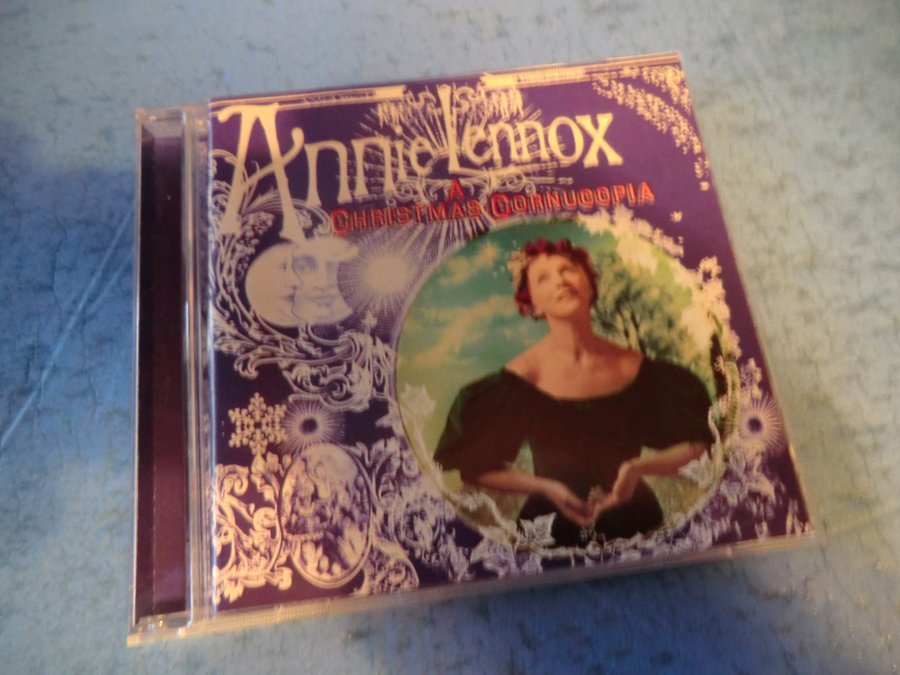 Annie Lennox
A
Christmas Cornucopia